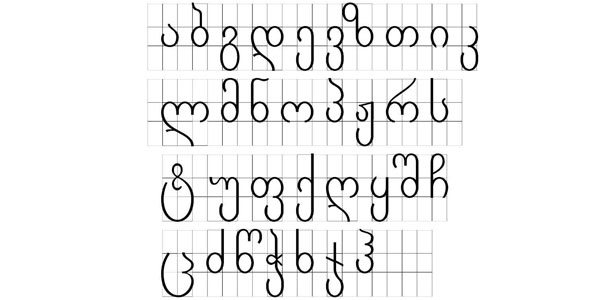 ა ბ გ დ ე ვ ზ თ ი კ
ლ მ ნ ო პ ჟ რ ს
ტ უ ფ ქ ღ ყ შ ჩ
ც ძ წ ჭ ხ ჯ ჰ